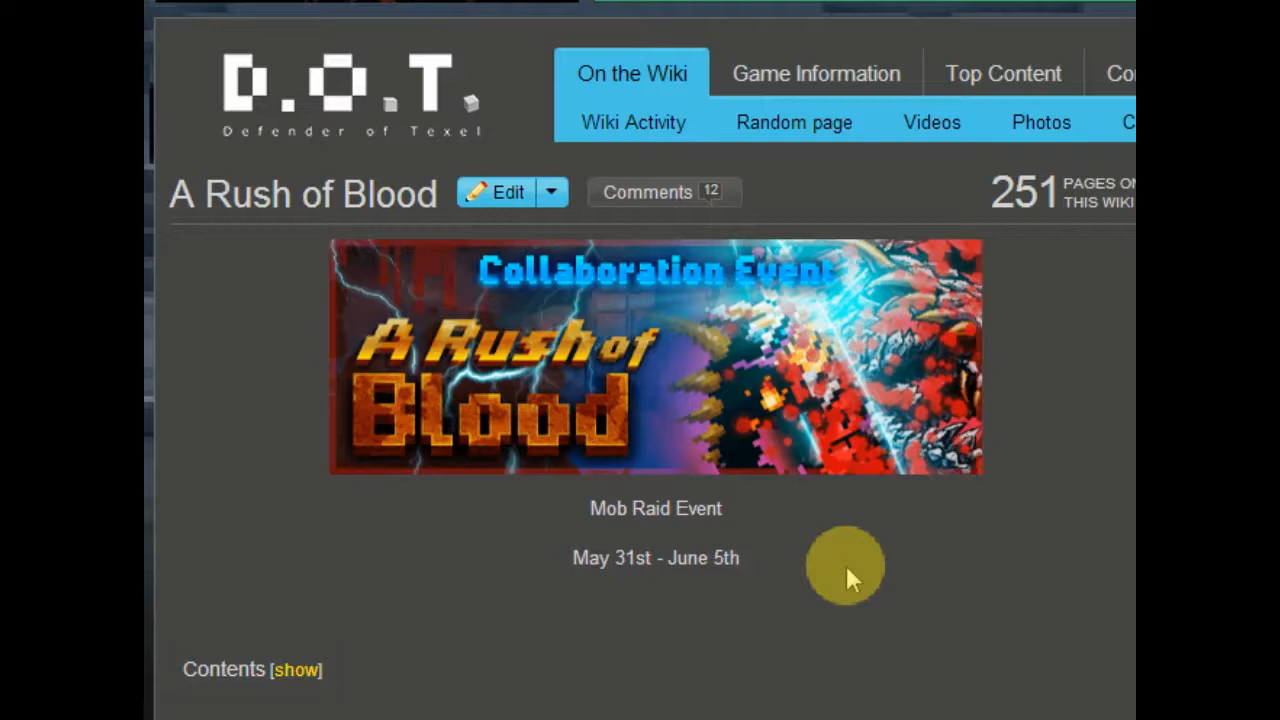 D.O.T.
Defender of Texel
On the Wiki
Game Information
Top Content
Wiki Activity
Random page
Videos
Photos
A Rush of Blood
Edit
Comments 12
251 PAGES ON
THIS WIKI
Collaboration Event
A Rush of
Blood
Mob Raid Event
May 31st - June 5th
Contents [show]